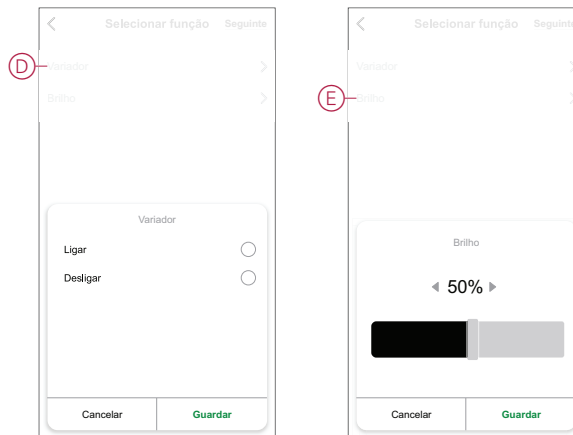 Selecionar função Seguinte
D
Variador
Brilho
Variador
Ligar
Desligar
Cancelar Guardar
Selecionar função Seguinte
Variador
E
Brilho
Brilho
50%
Cancelar Guardar